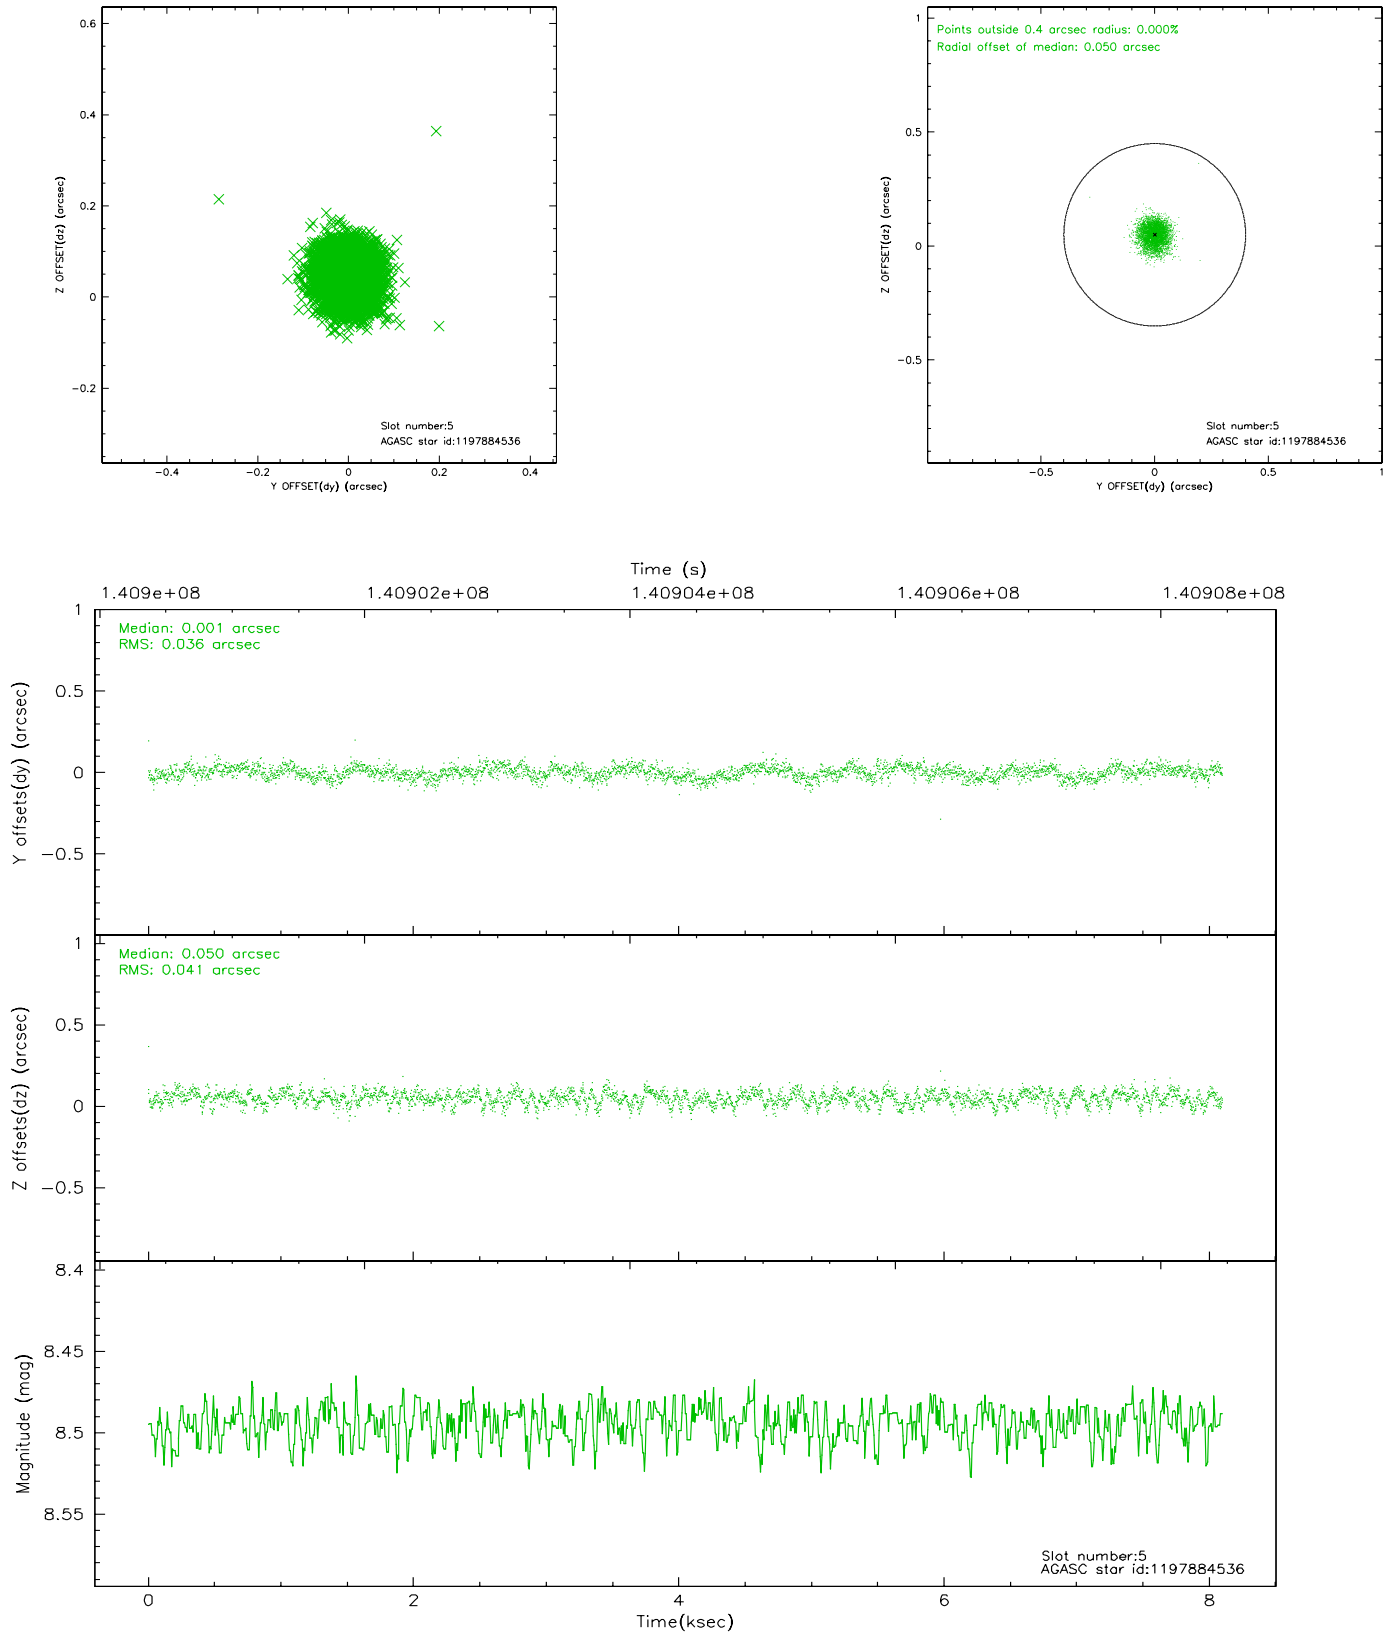 0.6
0.4
0.2
0
−0.2
Z OFFSET(dz) (arcsec)
−0.4
−0.2
0
0.2
0.4
Y OFFSET(dy) (arcsec)
Slot number:5
AGASC star id:1197884536
Points outside 0.4 arcsec radius: 0.000%
Radial offset of median: 0.050 arcsec
1
0.5
0
−0.5
Z OFFSET(dz) (arcsec)
−0.5
0
0.5
1
Y OFFSET(dy) (arcsec)
Slot number:5
AGASC star id:1197884536
Time (s)
1.409e+08
1.40902e+08
1.40904e+08
1.40906e+08
1.40908e+08
Median: 0.001 arcsec
RMS: 0.036 arcsec
1
0.5
0
−0.5
Y offsets(dy) (arcsec)
Median: 0.050 arcsec
RMS: 0.041 arcsec
1
0.5
0
−0.5
Z offsets(dz) (arcsec)
8.4
8.45
8.5
8.55
Magnitude (mag)
Slot number:5
AGASC star id:1197884536
0
2
4
6
8
Time(ksec)